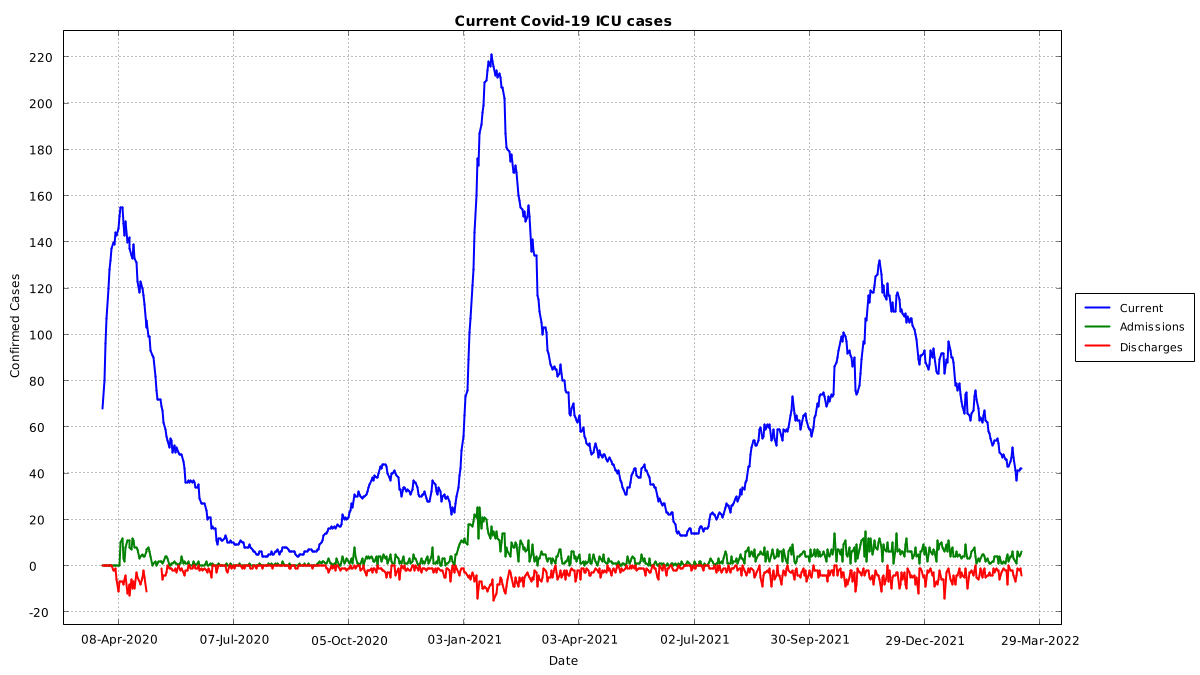 Current Covid-19 ICU cases
220
200
180
160
140
120
100
80
60
40
20
0
-20
Confirmed Cases
08-Apr-2020 07-Jul-2020 05-Oct-2020 03-Jan-2021 03-Apr-2021 02-Jul-2021 30-Sep-2021 29-Dec-2021 29-Mar-2022
Date
Current
Admissions
Discharges